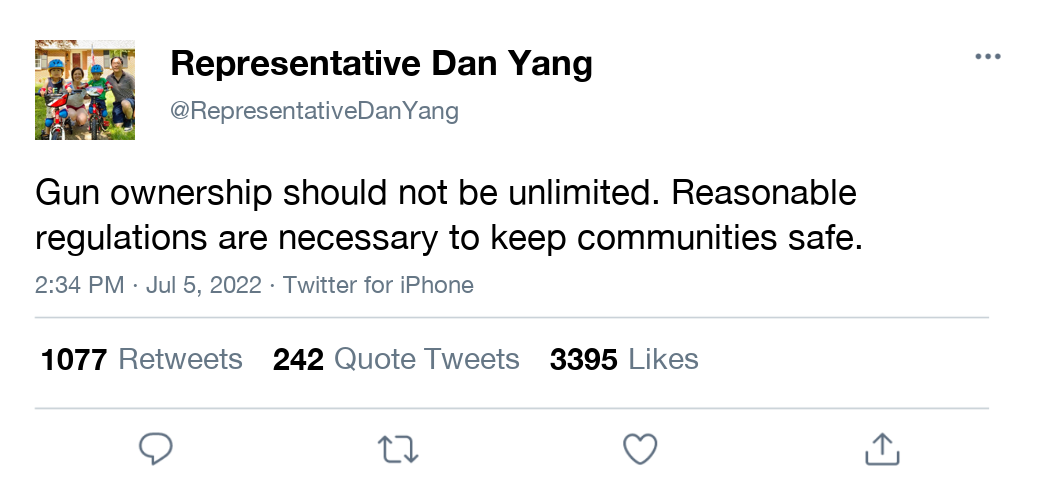 Representative Dan Yang
@RepresentativeDanYang
Gun ownership should not be unlimited. Reasonable
regulations are necessary to keep communities safe.
2:34 PM · Jul 5, 2022 · Twitter for iPhone
1077 Retweets 242 Quote Tweets 3395 Likes